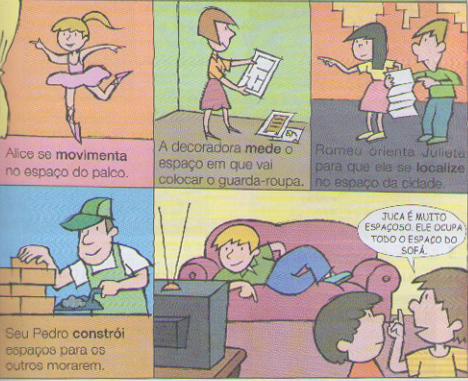 Alice se movimenta
no espaço do palco.
A decoradora mede o
espaço em que vai
colocar o guarda-roupa.
Romeu orienta Julieta
para que ela se localize
no espaço da cidade.
Seu Pedro constrói
espaços para os
outros morarem.
JUCA É MUITO
ESPAÇOSO. ELE OCUPA
TODO O ESPAÇO DO
SOFÁ.